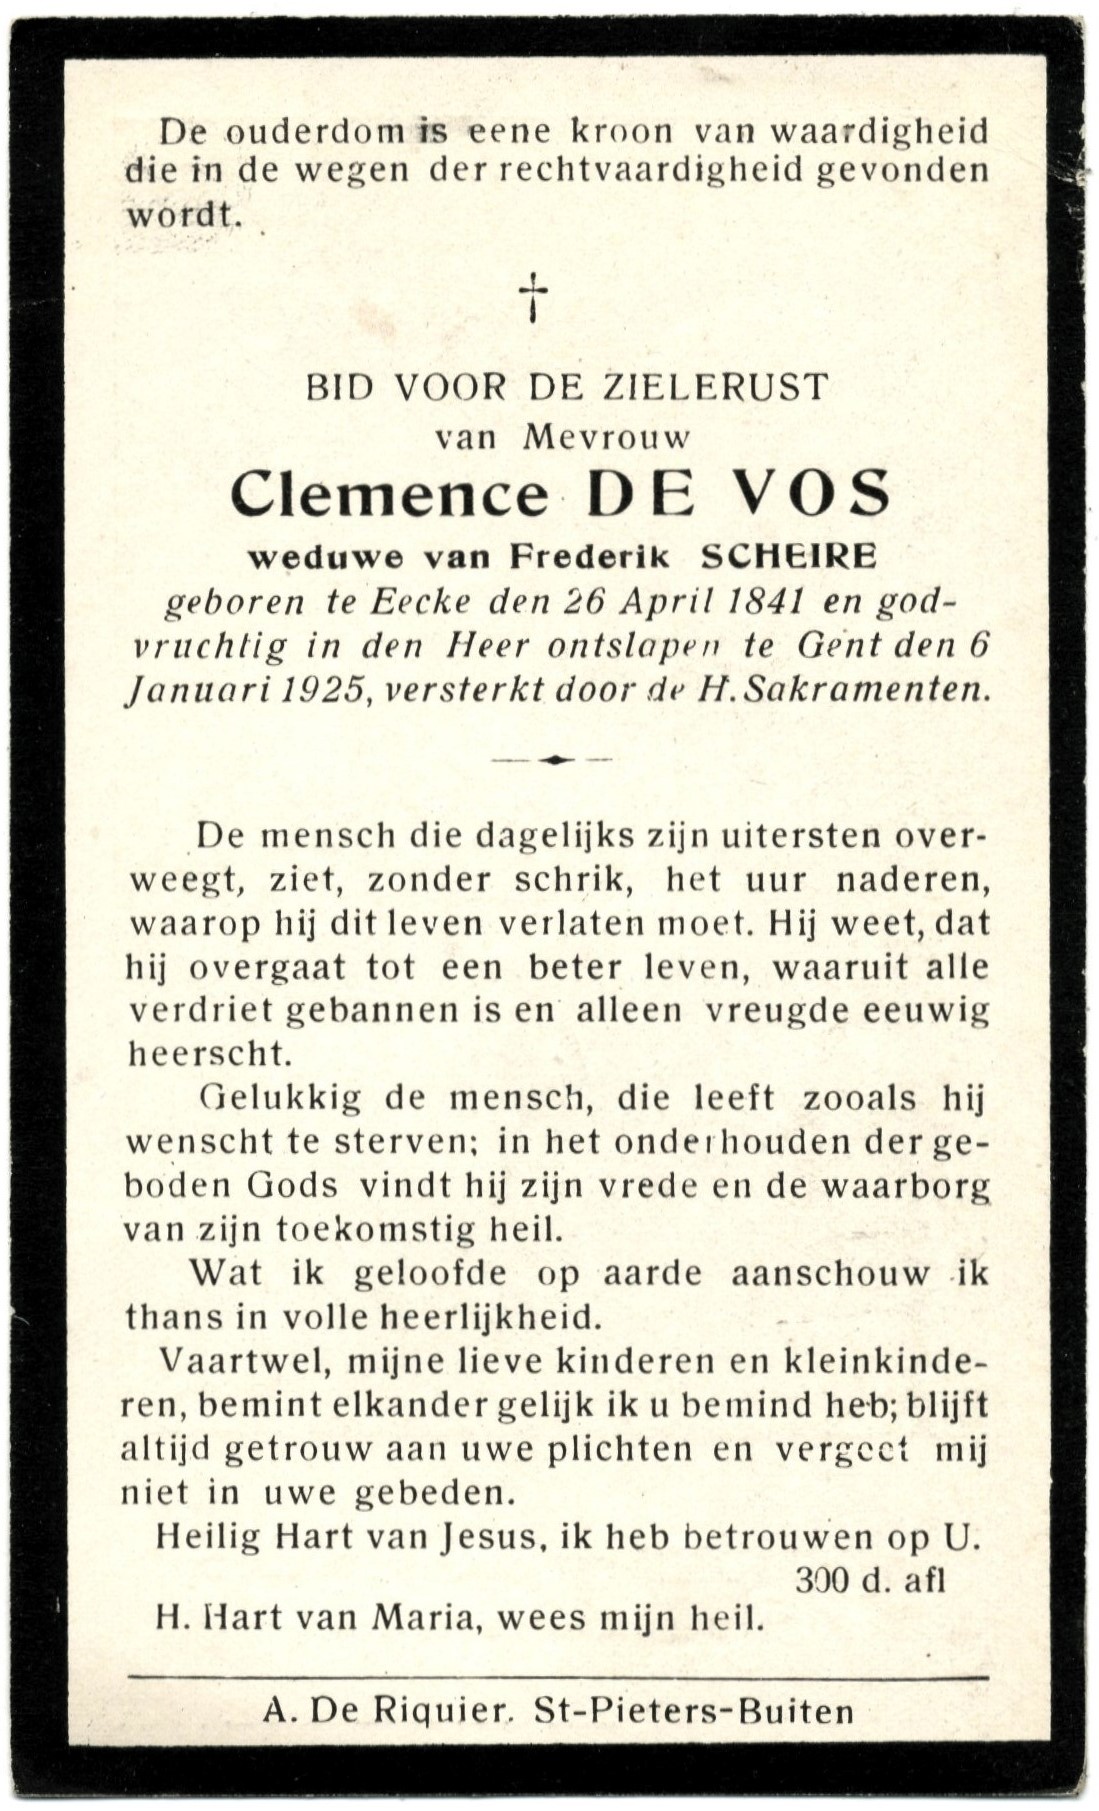 De ouderdom is eene kroon van waardigheid
die in de wegen der rechtvaardigheid gevonden
wordt.
†
BID VOOR DE ZIELERUST
van Mevrouw
Clemence DE VOS
weduwe van Frederik SCHEIRE
geboren te Eecke den 26 April 1841 en god-
vruchtig in den Heer ontslapen te Gent den 6
Januari 1925, versterkt door de H. Sakramenten.
De mensch die dagelijks zijn uitersten over-
weegt, ziet, zonder schrik, het uur naderen,
waarop hij dit leven verlaten moet. Hij weet, dat
hij overgaat tot een beter leven, waaruit alle
verdriet gebannen is en alleen vreugde eeuwig
heerscht.
Gelukkig de mensch, die leeft zooals hij
wenscht te sterven; in het onderhouden der ge-
boden Gods vindt hij zijn vrede en de waarborg
van zijn toekomstig heil.
Wat ik geloofde op aarde aanschouw ik
thans in volle heerlijkheid.
Vaartwel, mijne lieve kinderen en kleinkinde-
ren, bemint elkander gelijk ik u bemind heb; blijft
altijd getrouw aan uwe plichten en vergeet mij
niet in uwe gebeden.
Heilig Hart van Jesus, ik heb betrouwen op U.
300 d. afl
H. Hart van Maria, wees mijn heil.
A. De Riquier. St-Pieters-Buiten